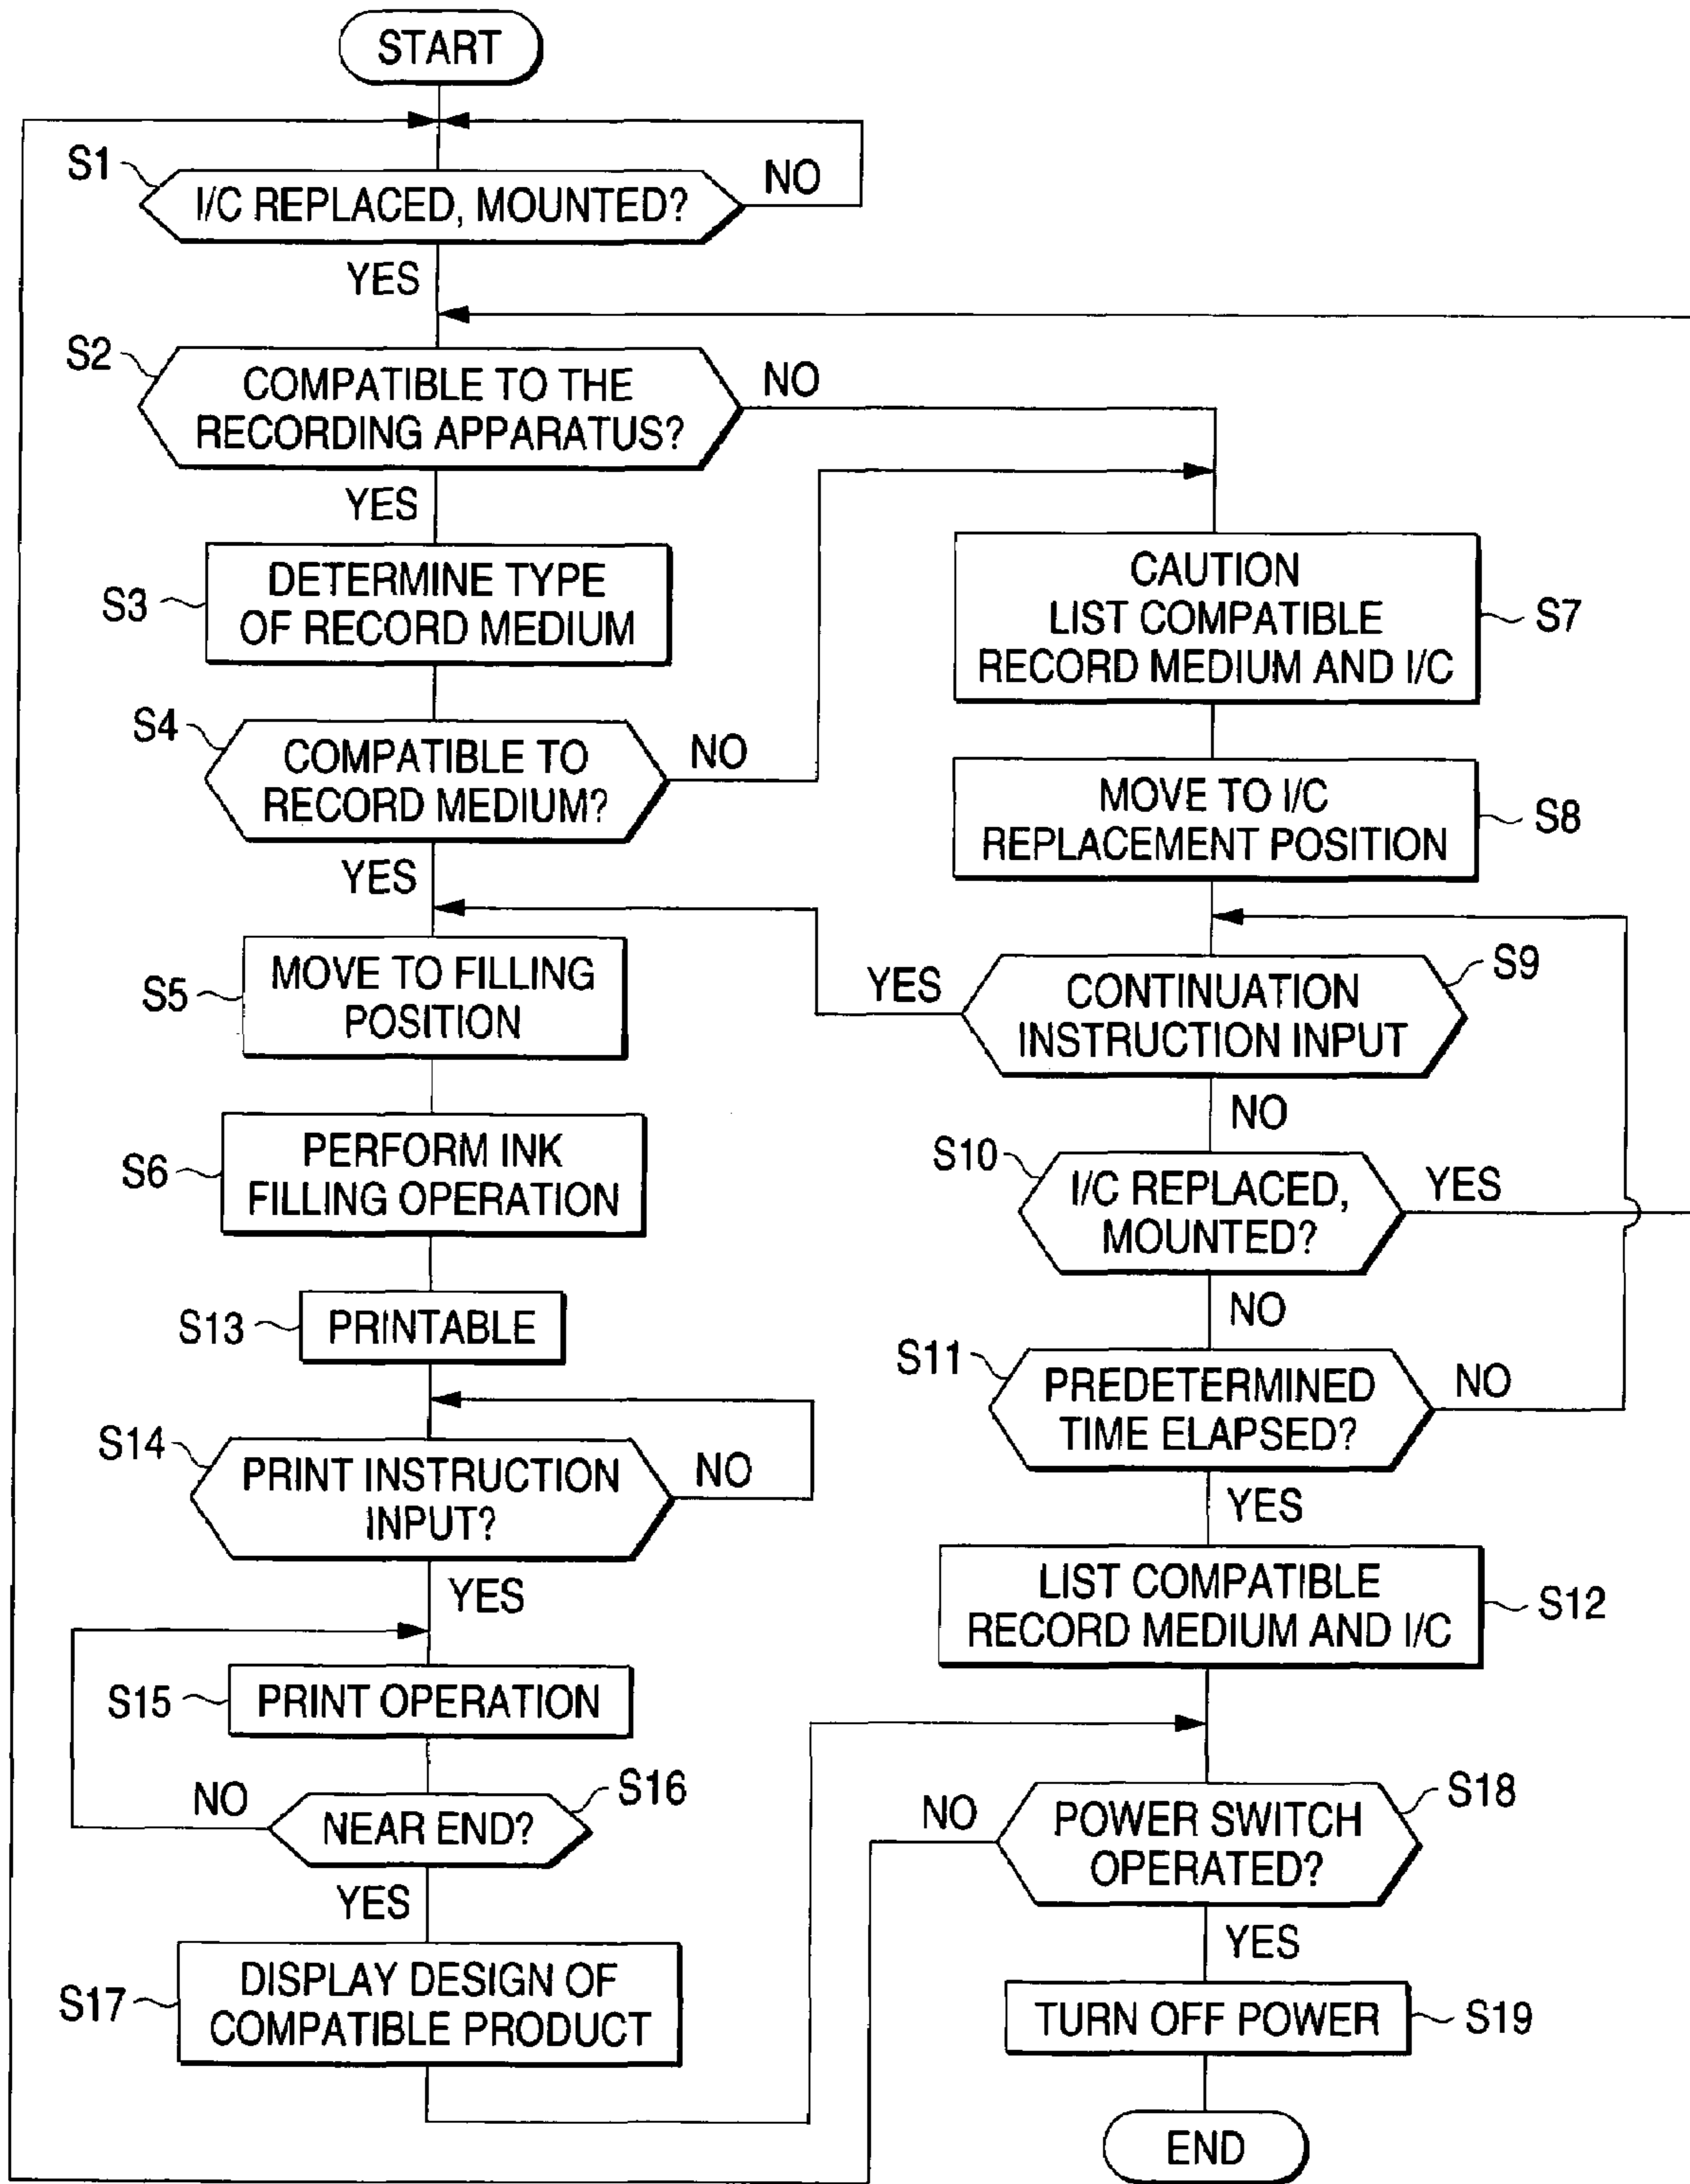 START
S1
I/C REPLACED, MOUNTED?
NO
YES
S2
COMPATIBLE TO THE
RECORDING APPARATUS?
NO
YES
S3
DETERMINE TYPE
OF RECORD MEDIUM
S4
COMPATIBLE TO
RECORD MEDIUM?
NO
YES
S5
MOVE TO FILLING
POSITION
S6
PERFORM INK
FILLING OPERATION
S13
PRINTABLE
S14
PRINT INSTRUCTION
INPUT?
NO
YES
S15
PRINT OPERATION
S16
NEAR END?
NO
YES
S17
DISPLAY DESIGN OF
COMPATIBLE PRODUCT
CAUTION
LIST COMPATIBLE
RECORD MEDIUM AND I/C
S7
MOVE TO I/C
REPLACEMENT POSITION
S8
S9
CONTINUATION
INSTRUCTION INPUT
YES
NO
S10
I/C REPLACED,
MOUNTED?
YES
NO
S11
PREDETERMINED
TIME ELAPSED?
NO
YES
LIST COMPATIBLE
RECORD MEDIUM AND I/C
S12
S18
POWER SWITCH
OPERATED?
NO
YES
TURN OFF POWER
S19
END